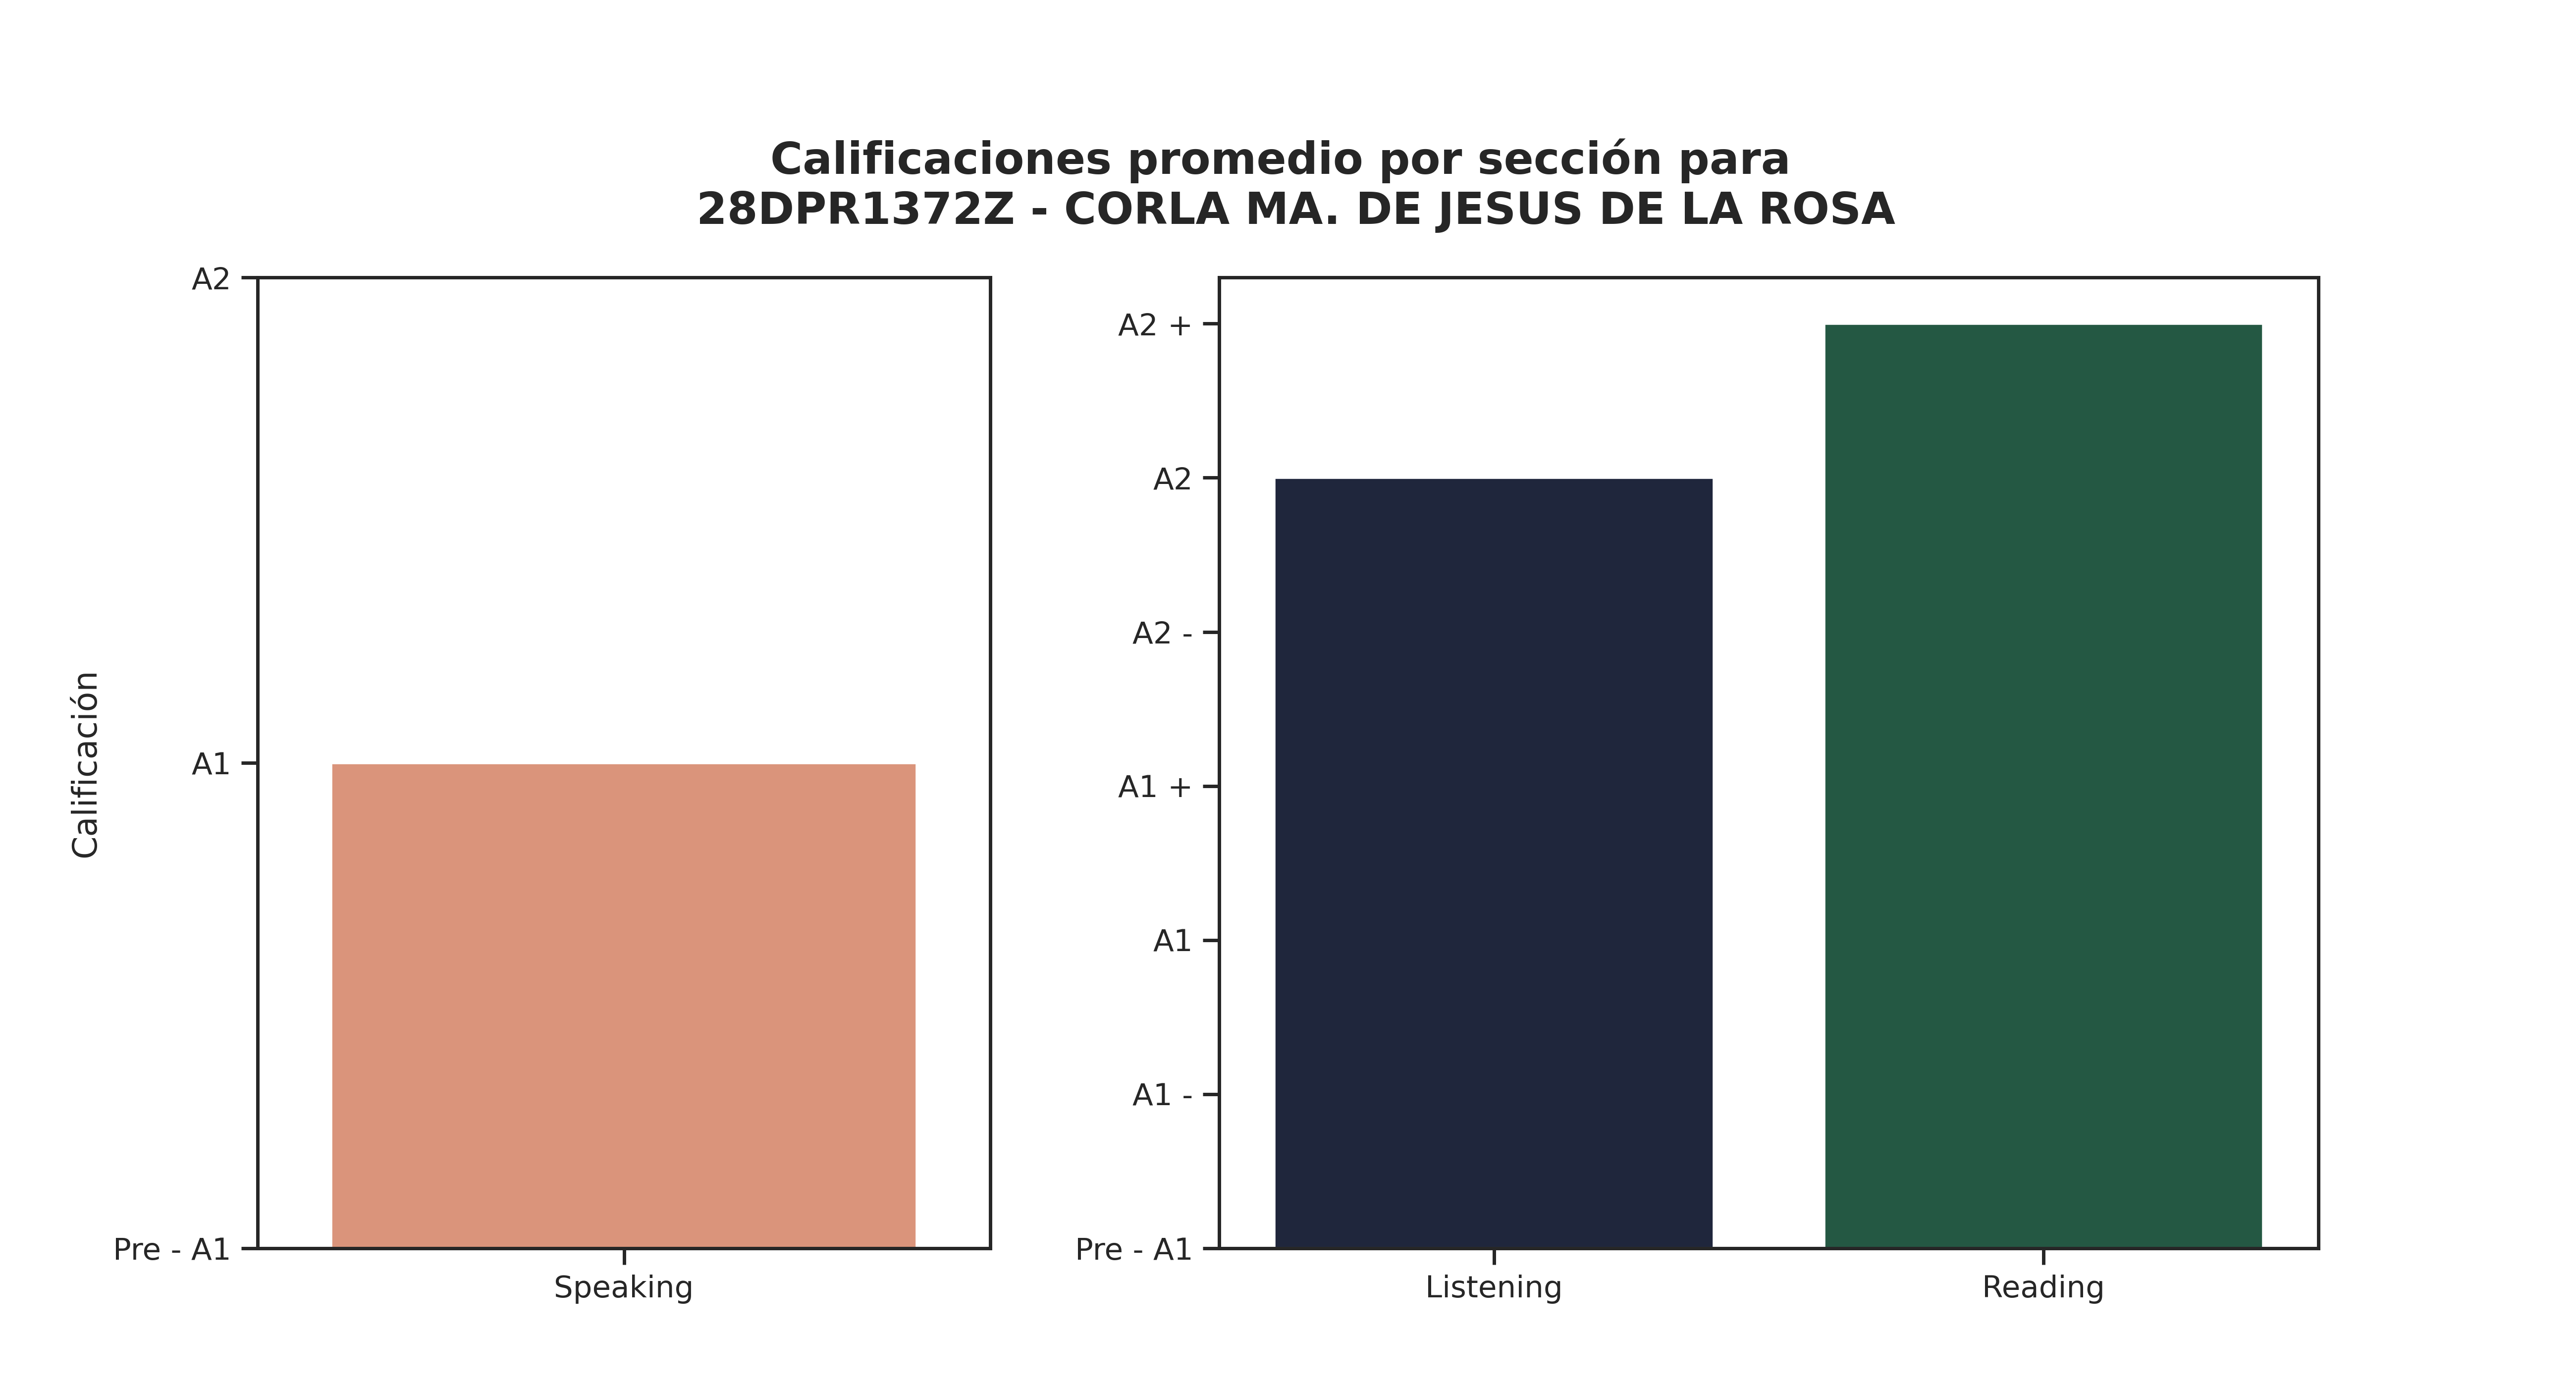 Calificaciones promedio por sección para
28DPR1372Z - CORLA MA. DE JESUS DE LA ROSA
Calificación
A2
A1
Pre - A1
Speaking
A2 +
A2
A2 -
A1 +
A1
A1 -
Pre - A1
Listening
Reading